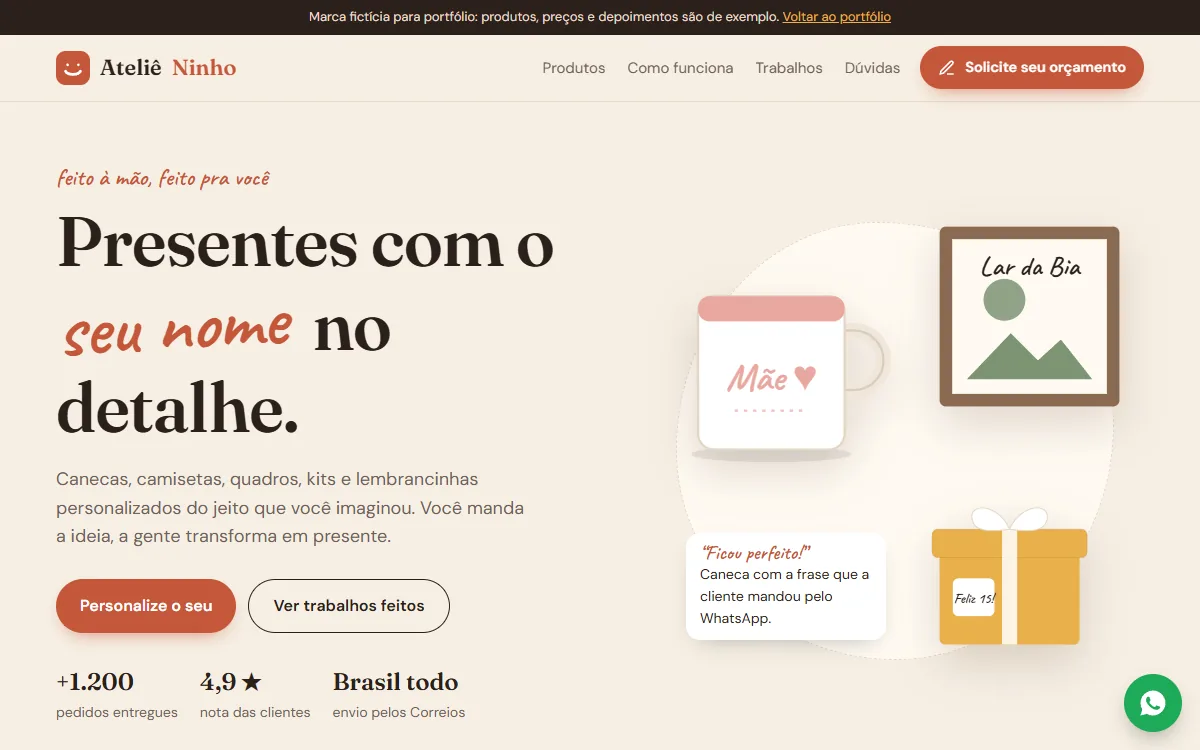 Marca fictícia para portfólio: produtos, preços e depoimentos são de exemplo. Voltar ao portfólio
Ateliê Ninho
Produtos
Como funciona
Trabalhos
Dúvidas
Solicite seu orçamento
feito à mão, feito pra você
Presentes com o
seu nome no
detalhe.
Canecas, camisetas, quadros, kits e lembrancinhas
personalizados do jeito que você imaginou. Você manda
a ideia, a gente transforma em presente.
Personalize o seu
Ver trabalhos feitos
+1.200
pedidos entregues
4,9 ★
nota das clientes
Brasil todo
envio pelos Correios
Lar da Bia
Mãe ♥
“Ficou perfeito!”
Caneca com a frase que a
cliente mandou pelo
WhatsApp.
Feliz 15!